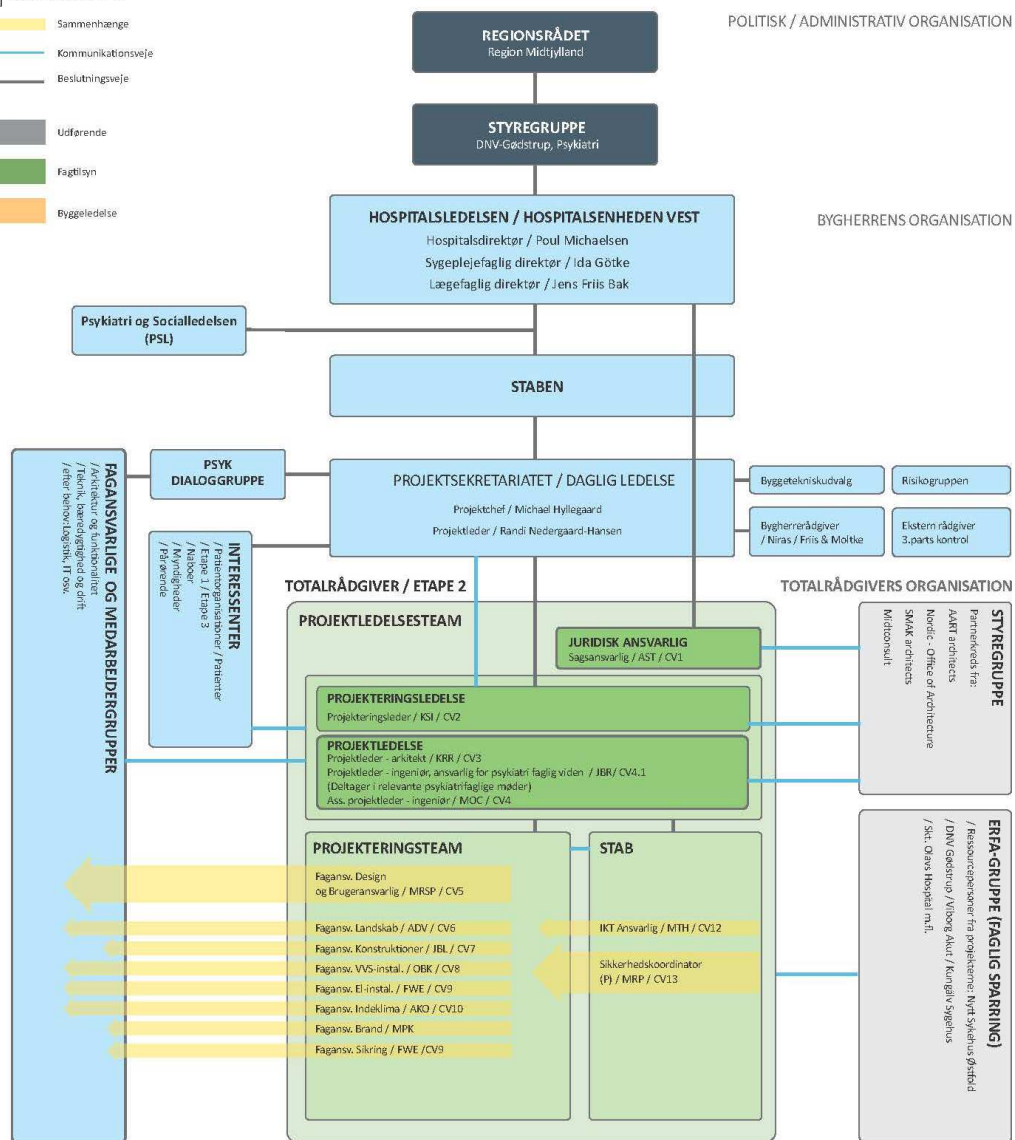 Sammenhænge
Kommunikationsveje
Beslutningsveje
Udførende
Fagtilsyn
Byggeledelse
POLITISK / ADMINISTRATIV ORGANISATION
REGIONSRÅDET
Region Midtjylland
STYREGRUPPE
DNV-Gødstrup, Psykiatri
BYGHERRENS ORGANISATION
HOSPITALSLEDELSEN / HOSPITALSENHEDEN VEST
Hospitalsdirektør / Poul Michaelsen
Sygeplejefaglig direktør / Ida Götke
Lægefaglig direktør / Jens Friis Bak
Psykiatri og Socialledelsen
(PSL)
STABEN
PSYK
DIALOGGRUPPE
PROJEKTSEKRETARIATET / DAGLIG LEDELSE
Projektchef / Michael Hyllegaard
Projektleder / Randi Nedergaard-Hansen
Byggetekniskudvalg
Risikogruppen
Bygherrerådgiver
/ Niras / Friis & Moltke
Ekstern rådgiver
3.parts kontrol
FAGANSVARLIGE OG MEDARBEJDERGRUPPER
/ Arkitektur og funktionalitet
/ Teknik, bæredygtighed og drift
/ efter behov: Logistik, IT osv.
INTERESSENTER
/ Patientorganisationer / Patienter
/ Etape 1 / Etape 3
/ Naboer
/ Myndigheder
/ Pårørende
TOTALRÅDGIVER / ETAPE 2
TOTALRÅDGIVERS ORGANISATION
PROJEKTLEDELSESTEAM
JURIDISK ANSVARLIG
Sagsansvarlig / AST / CV1
PROJEKTERINGSLEDELSE
Projekteringsleder / KSI / CV2
PROJEKTLEDELSE
Projektleder - arkitekt / KRR / CV3
Projektleder - ingeniør, ansvarlig for psykiatri faglig viden / JBR/ CV4.1
(Deltager i relevante psykiatrifaglige møder)
Ass. projektleder - ingeniør / MOC / CV4
STYREGRUPPE
Partnerkreds fra:
AART architects
Nordic - Office of Architecture
SMAK architects
Midtconsult
PROJEKTERINGSTEAM
Fagansv. Design
og Brugeransvarlig / MRSP / CV5
Fagansv. Landskab / ADV / CV6
Fagansv. Konstruktioner / JBL / CV7
Fagansv. VVS-instal. / OBK / CV8
Fagansv. El-instal. / FWE / CV9
Fagansv. Indeklima / AKO / CV10
Fagansv. Brand / MPK
Fagansv. Sikring / FWE /CV9
STAB
IKT Ansvarlig / MTH / CV12
Sikkerhedskoordinator
(P) / MRP / CV13
ERFA-GRUPPE (FAGLIG SPARRING)
/ Ressourcepersoner fra projekterne: Nytt Sykehus Østfold
/ DNV Gødstrup / Viborg Akut / Kungälv Sygehus
/ Skt. Olavs Hospital m.fl.